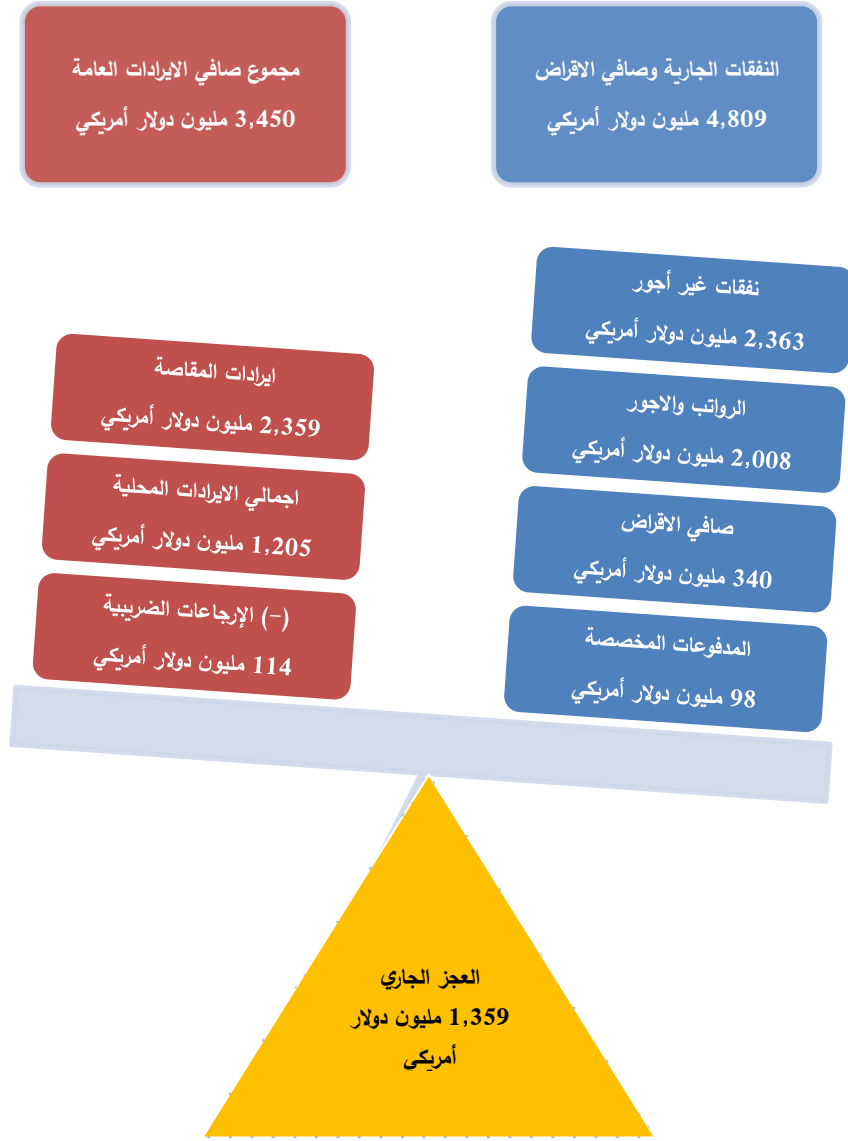 النفقات الجارية وصافي الاقراض
4,809 مليون دولار أمريكي
مجموع صافي الايرادات العامة
3,450 مليون دولار أمريكي
نفقات غير أجور
2,363 مليون دولار أمريكي
الرواتب والاجور
2,008 مليون دولار أمريكي
صافي الاقراض
340 مليون دولار أمريكي
المدفوعات المخصصة
98 مليون دولار أمريكي
ايرادات المقاصة
2,359 مليون دولار أمريكي
اجمالي الايرادات المحلية
1,205 مليون دولار أمريكي
(-) الإرجاعات الضريبية
114 مليون دولار أمريكي
العجز الجاري
1,359 مليون دولار
أمريكي